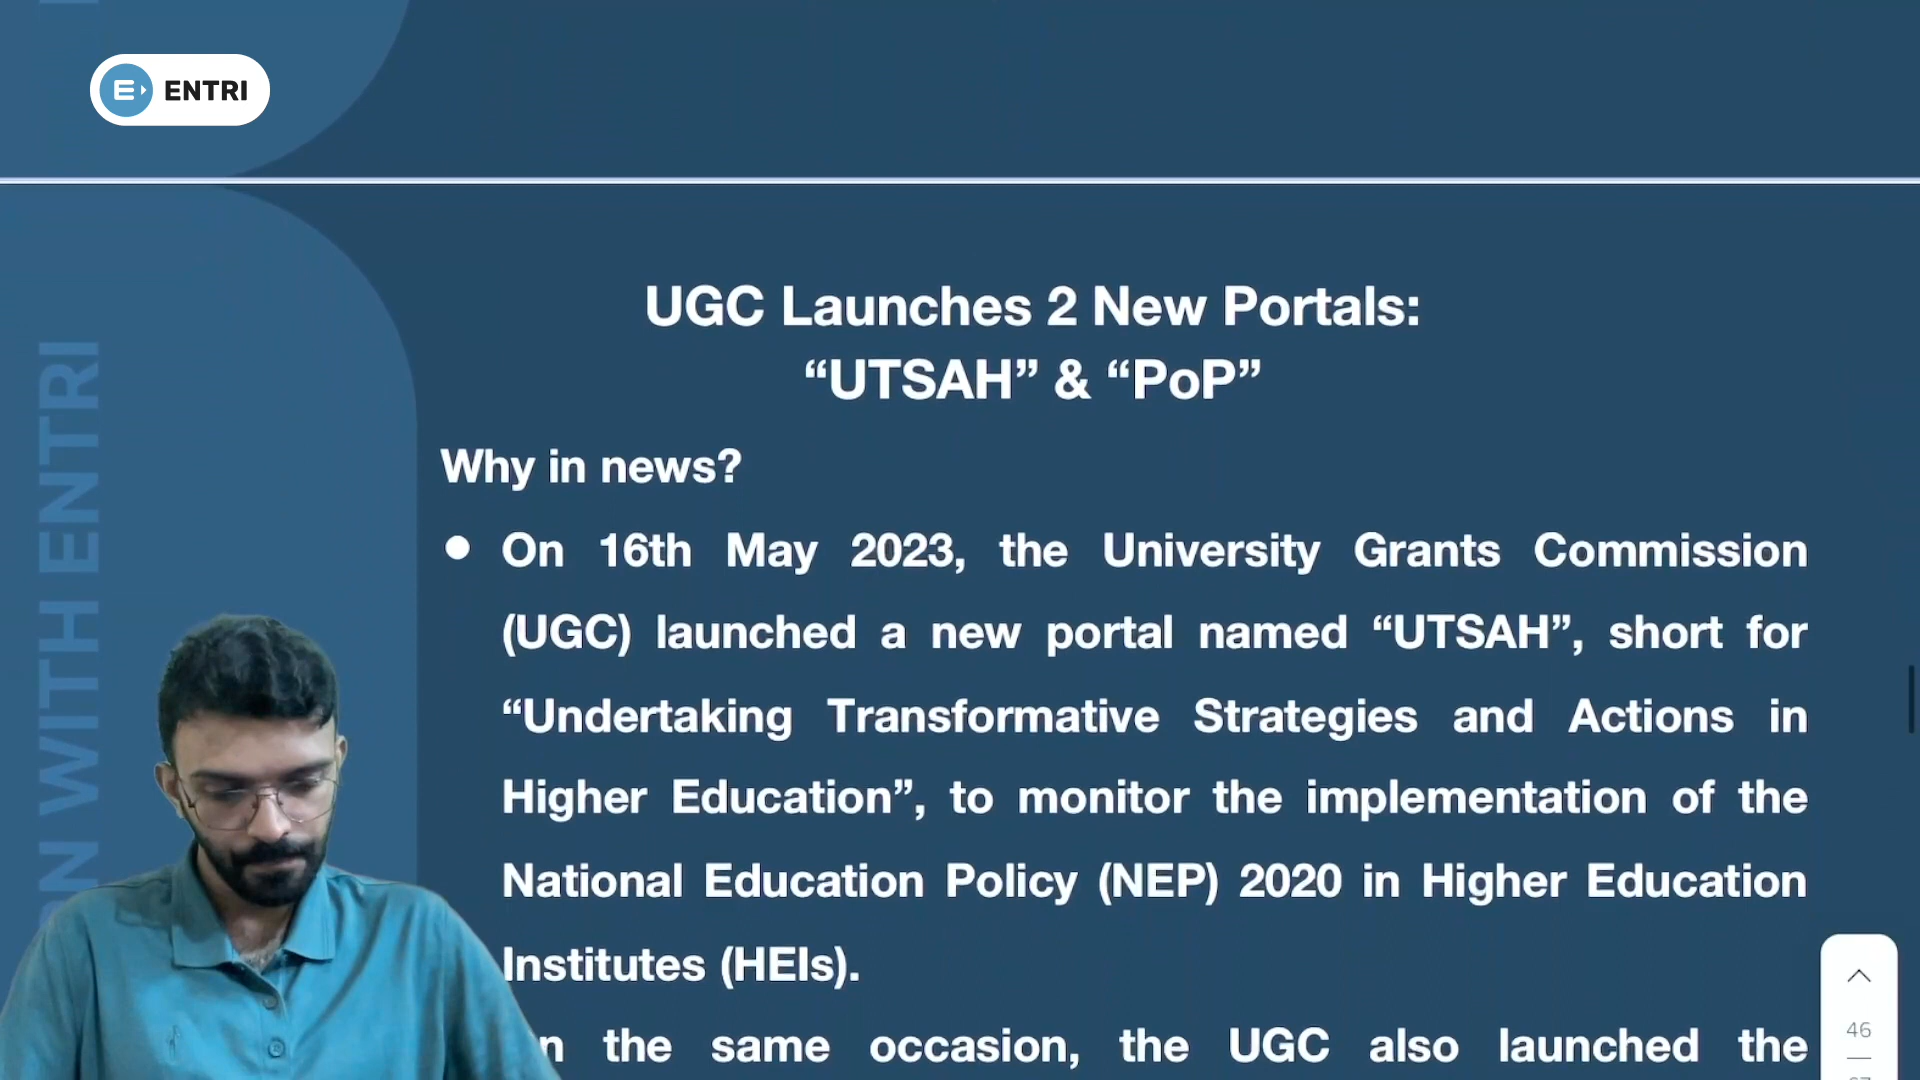 ENTRI
UGC Launches 2 New Portals:
“UTSAH” & “PoP”
Why in news?
● On 16th May 2023, the University Grants Commission
(UGC) launched a new portal named “UTSAH”, short for
“Undertaking Transformative Strategies and Actions in
Higher Education”, to monitor the implementation of the
National Education Policy (NEP) 2020 in Higher Education
Institutes (HEIs).
the same occasion, the UGC also launched the
46
WITH ENTRI